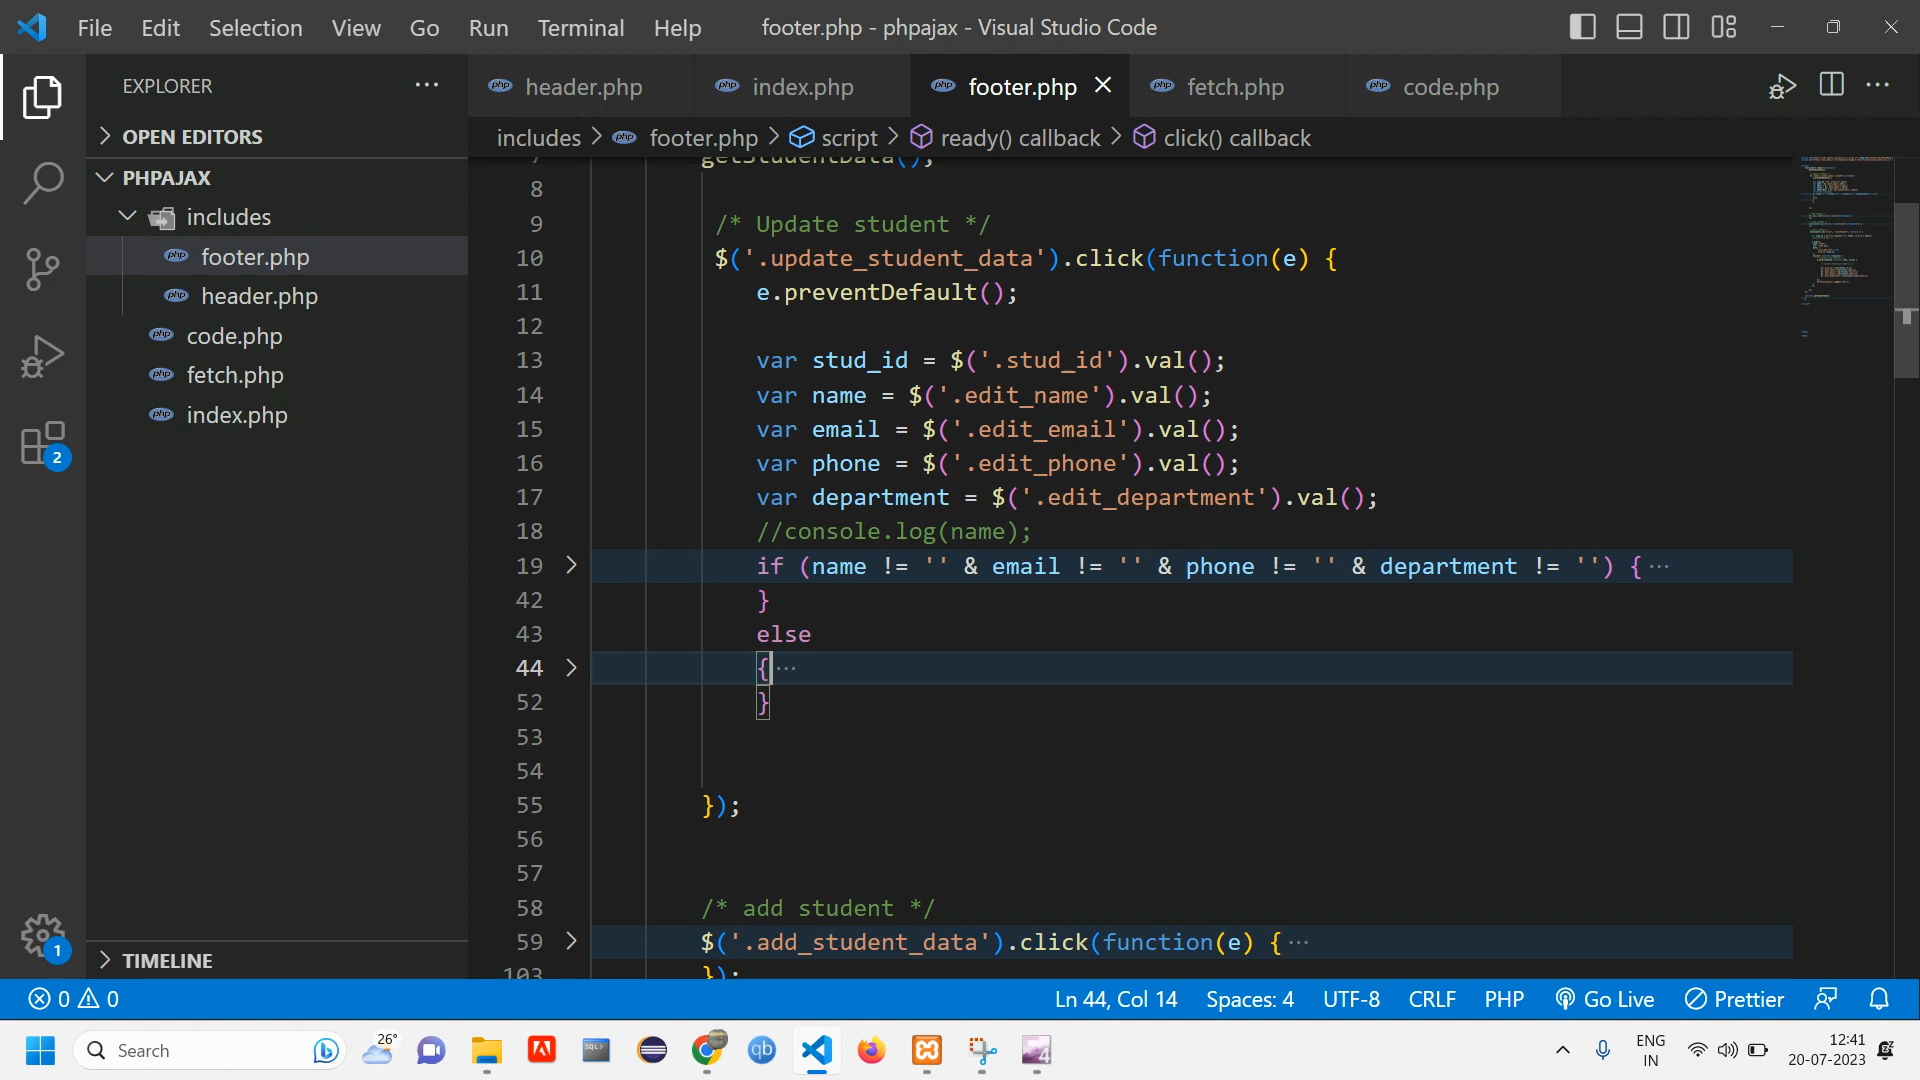 File Edit Selection View Go Run Terminal Help
footer.php - phpajax - Visual Studio Code
EXPLORER
OPEN EDITORS
PHPAJAX
includes
footer.php
header.php
code.php
fetch.php
index.php
TIMELINE
2
1
header.php index.php footer.php fetch.php code.php
includes > footer.php > script > ready() callback > click() callback
7 getStudentData();
8
9 /* Update student */
10 $('.update_student_data').click(function(e) {
11 e.preventDefault();
12
13 var stud_id = $('.stud_id').val();
14 var name = $('.edit_name').val();
15 var email = $('.edit_email').val();
16 var phone = $('.edit_phone').val();
17 var department = $('.edit_department').val();
18 //console.log(name);
19 if (name != '' & email != '' & phone != '' & department != '') {···
42 }
43 else
44 {···
52 }
53
54
55 });
56
57
58 /* add student */
59 $('.add_student_data').click(function(e) {···
103 });
0 0 Ln 44, Col 14 Spaces: 4 UTF-8 CRLF PHP Go Live Prettier
Search 26° ENG IN 12:41
20-07-2023